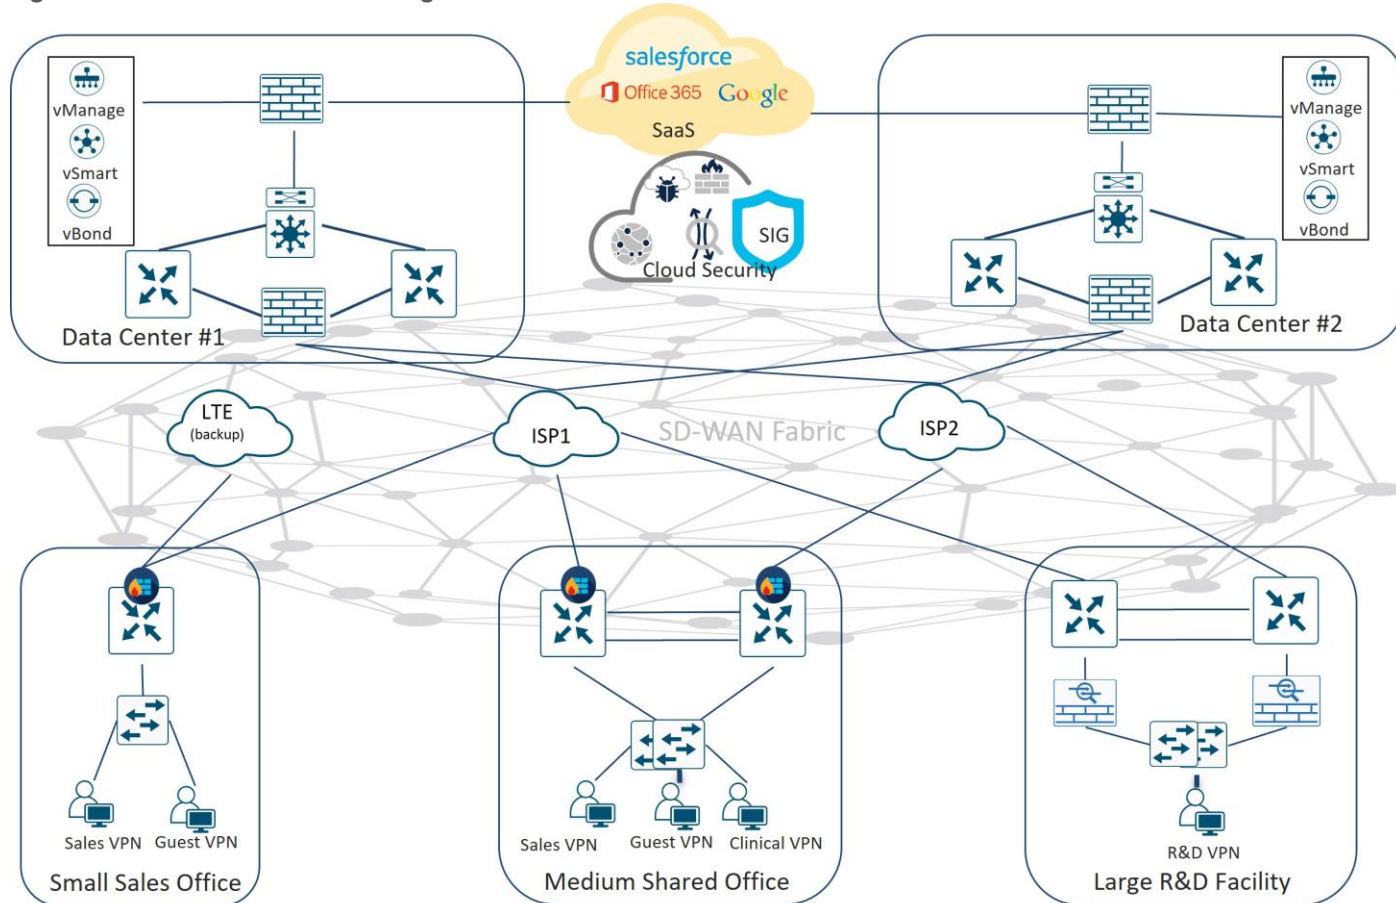 vManage
vSmart
vBond
Data Center #1
salesforce
Office 365 Google
SaaS
SIG
Cloud Security
vManage
vSmart
vBond
Data Center #2
LTE
(backup)
ISP1
SD-WAN Fabric
ISP2
Sales VPN Guest VPN
Small Sales Office
Sales VPN Guest VPN Clinical VPN
Medium Shared Office
R&D VPN
Large R&D Facility